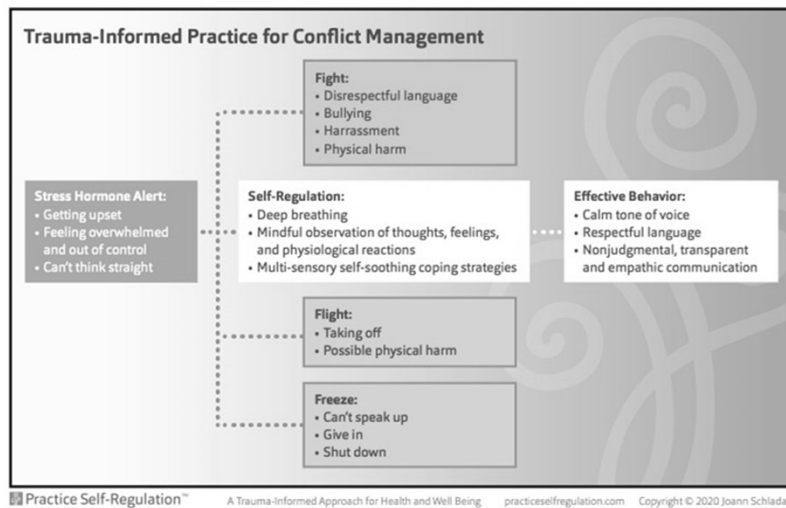 Trauma-Informed Practice for Conflict Management
Fight:
• Disrespectful language
• Bullying
• Harrassment
• Physical harm
Stress Hormone Alert:
• Getting upset
• Feeling overwhelmed
and out of control
• Can't think straight
Self-Regulation:
• Deep breathing
• Mindful observation of thoughts, feelings,
and physiological reactions
• Multi-sensory self-soothing coping strategies
Effective Behavior:
• Calm tone of voice
• Respectful language
• Nonjudgmental, transparent
and empathic communication
Flight:
• Taking off
• Possible physical harm
Freeze:
• Can't speak up
• Give in
• Shut down
Practice Self-Regulation™ A Trauma-Informed Approach for Health and Well Being practiceselfregulation.com Copyright © 2020 Joann Schlada